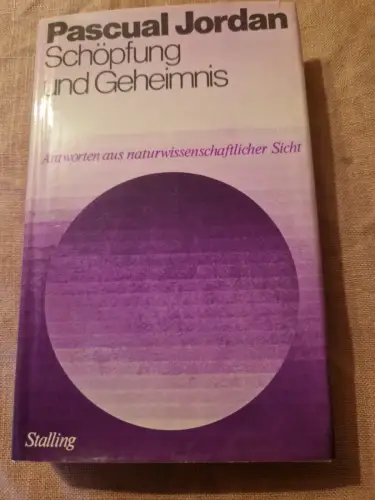 Pascual Jordan
Schöpfung
und Geheimnis
Antworten aus naturwissenschaftlicher Sicht
Stalling